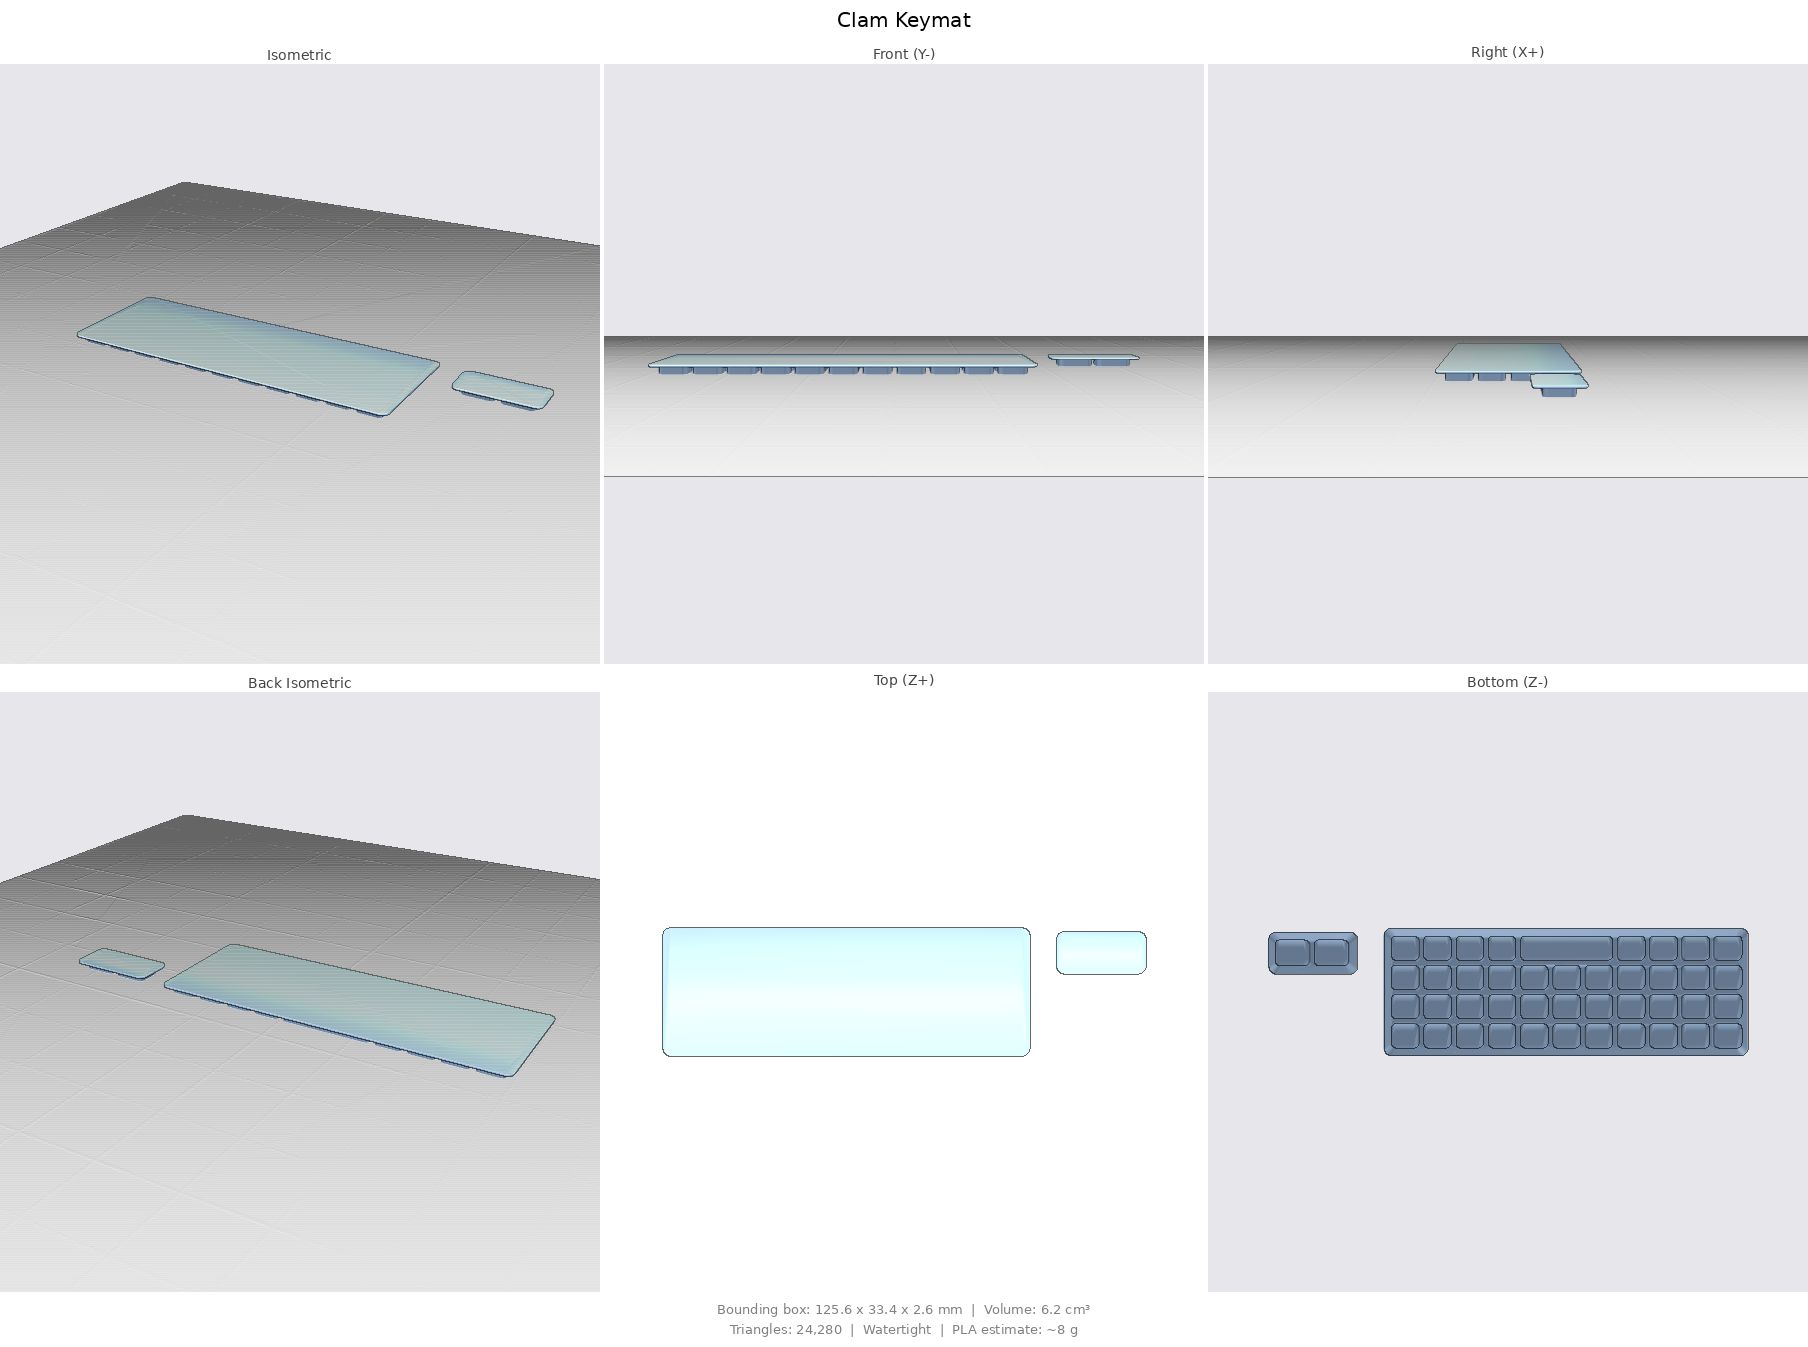 Clam Keymat
Isometric
Front (Y-)
Right (X+)
Back Isometric
Top (Z+)
Bottom (Z-)
Bounding box: 125.6 x 33.4 x 2.6 mm | Volume: 6.2 cm³
Triangles: 24,280 | Watertight | PLA estimate: ~8 g